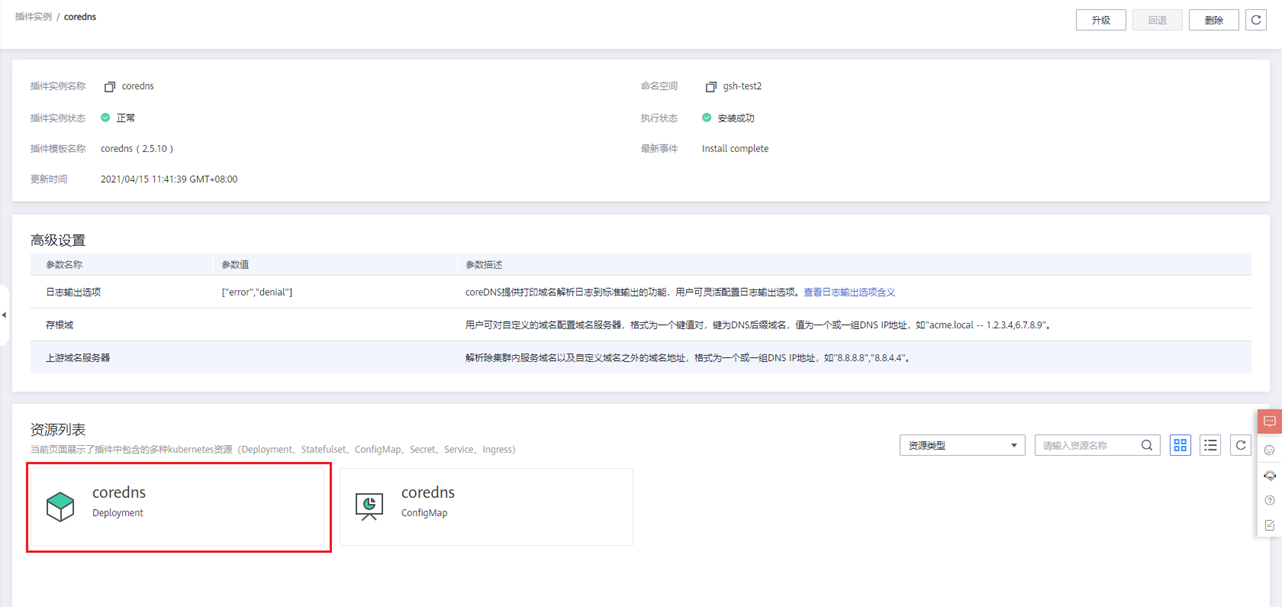 插件实例 / coredns
升级 回退 删除
插件实例名称 coredns 命名空间 gsh-test2
插件实例状态 正常 执行状态 安装成功
插件模板名称 coredns ( 2.5.10 ) 最新事件 Install complete
更新时间 2021/04/15 11:41:39 GMT+08:00
高级设置
参数名称 参数值 参数描述
日志输出选项 ["error","denial"] coreDNS提供打印域名解析日志到标准输出的功能，用户可灵活配置日志输出选项。查看日志输出选项含义
存根域 用户可对自定义的域名配置域名服务器，格式为一个键值对，键为DNS后缀域名，值为一个或一组DNS IP地址，如"acme.local -- 1.2.3.4,6.7.8.9"。
上游域名服务器 解析除集群内服务域名以及自定义域名之外的域名地址，格式为一个或一组DNS IP地址，如"8.8.8.8","8.8.4.4"。
资源列表
当前页面展示了插件中包含的多种kubernetes资源（Deployment、Statefulset、ConfigMap、Secret、Service、Ingress）
资源类型 请输入资源名称
coredns coredns
Deployment ConfigMap